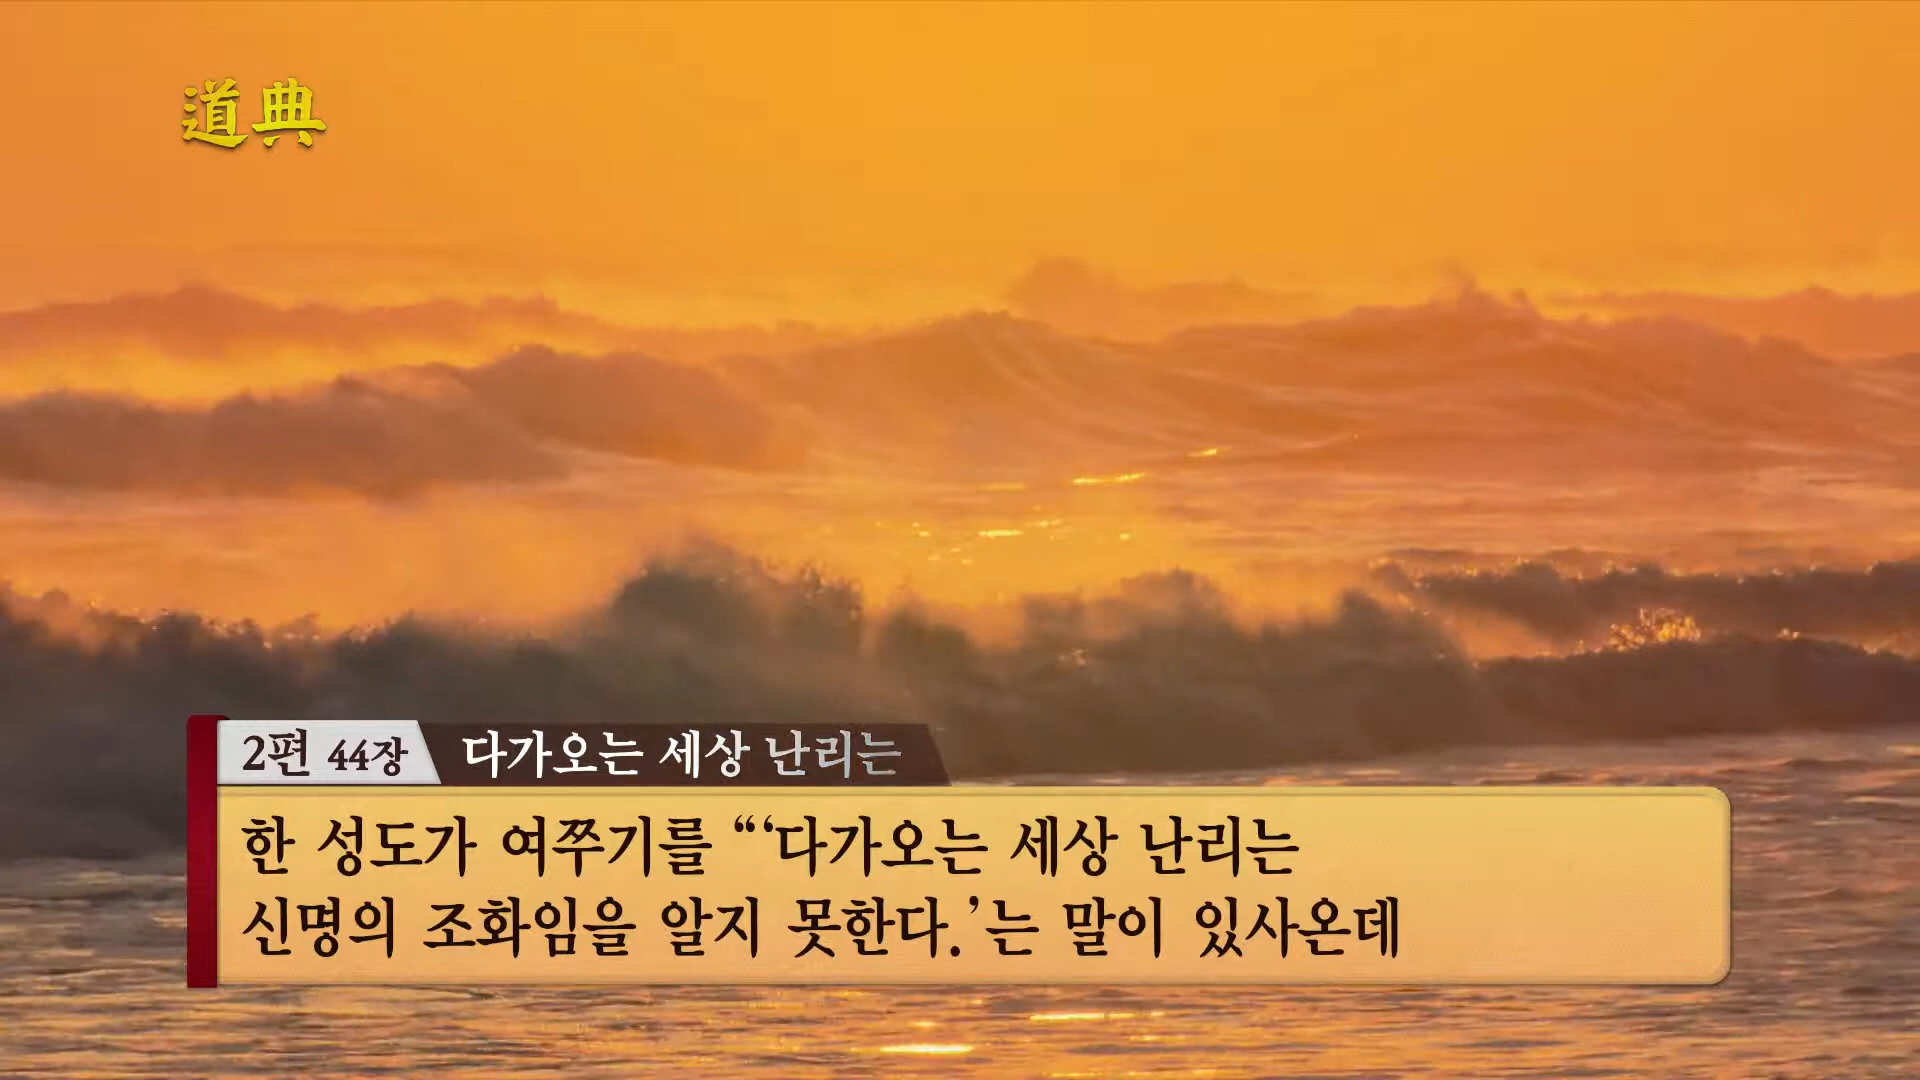 道典
2편 44장 다가오는 세상 난리는
한 성도가 여쭈기를 “‘다가오는 세상 난리는
신명의 조화임을 알지 못한다.’는 말이 있사온데